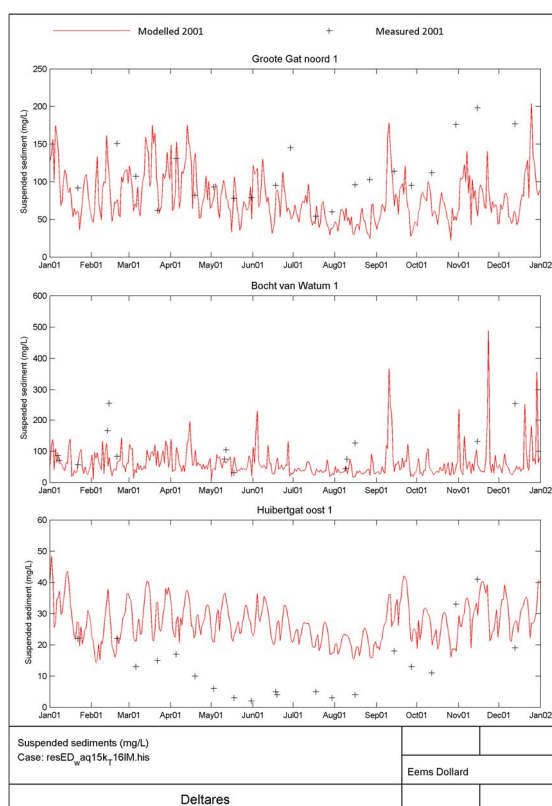 Modelled 2001
Measured 2001
Groote Gat noord 1
Suspended sediment (mg/L)
250
200
150
100
50
0
Jan01 Feb01 Mar01 Apr01 May01 Jun01 Jul01 Aug01 Sep01 Oct01 Nov01 Dec01 Jan02
Bocht van Watum 1
Suspended sediment (mg/L)
600
500
400
300
200
100
0
Jan01 Feb01 Mar01 Apr01 May01 Jun01 Jul01 Aug01 Sep01 Oct01 Nov01 Dec01 Jan02
Huibertgat oost 1
Suspended sediment (mg/L)
60
50
40
30
20
10
0
Jan01 Feb01 Mar01 Apr01 May01 Jun01 Jul01 Aug01 Sep01 Oct01 Nov01 Dec01 Jan02
Suspended sediments (mg/L)
Case: resED_waq15k_T16IM.his
Eems Dollard
Deltares